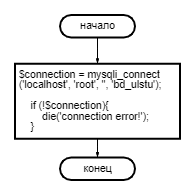 начало
$connection = mysqli_connect
('localhost', 'root', '', 'bd_ulstu');
if (!$connection){
die('connection error!');
}
конец